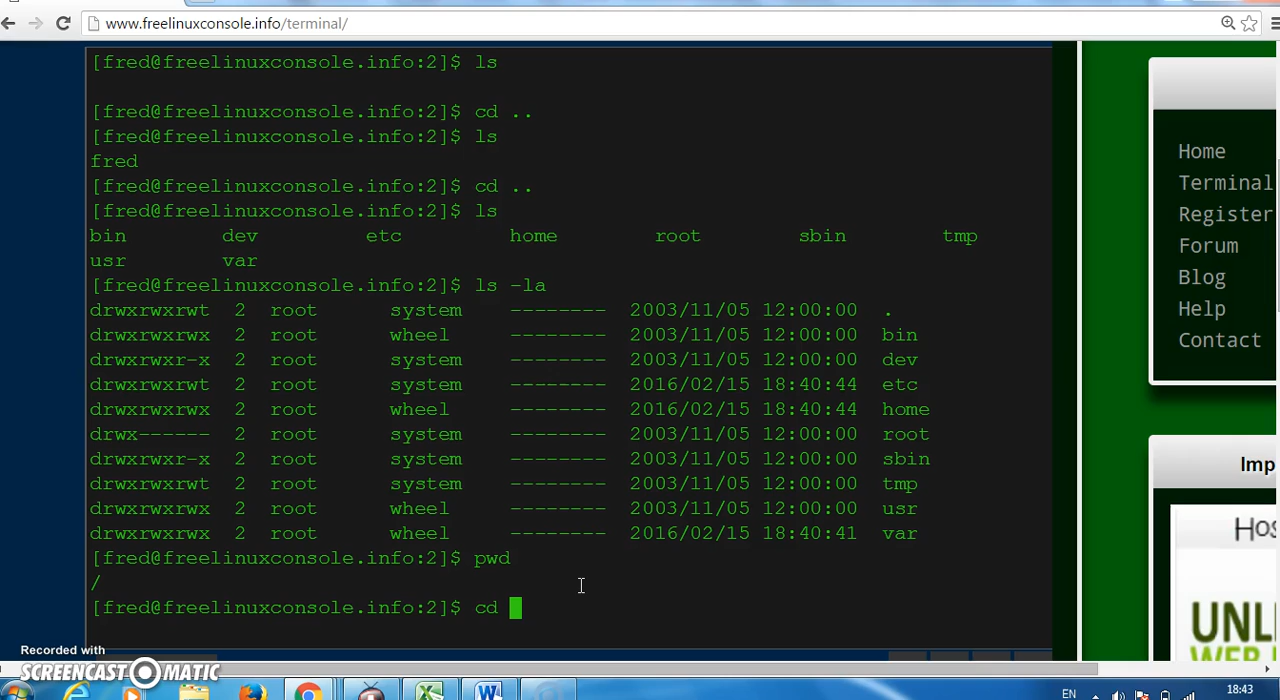 www.freelinuxconsole.info/terminal/
[fred@freelinuxconsole.info:2]$ ls
[fred@freelinuxconsole.info:2]$ cd ..
[fred@freelinuxconsole.info:2]$ ls
fred
[fred@freelinuxconsole.info:2]$ cd ..
[fred@freelinuxconsole.info:2]$ ls
bin dev etc home root sbin tmp
usr var
[fred@freelinuxconsole.info:2]$ ls -la
drwxrwxrwt 2 root system -------- 2003/11/05 12:00:00 .
drwxrwxrwx 2 root wheel -------- 2003/11/05 12:00:00 bin
drwxrwxr-x 2 root system -------- 2003/11/05 12:00:00 dev
drwxrwxrwt 2 root system -------- 2016/02/15 18:40:44 etc
drwxrwxrwx 2 root wheel -------- 2016/02/15 18:40:44 home
drwx------ 2 root system -------- 2003/11/05 12:00:00 root
drwxrwxr-x 2 root system -------- 2003/11/05 12:00:00 sbin
drwxrwxrwt 2 root system -------- 2003/11/05 12:00:00 tmp
drwxrwxrwx 2 root wheel -------- 2003/11/05 12:00:00 usr
drwxrwxrwx 2 root wheel -------- 2016/02/15 18:40:41 var
[fred@freelinuxconsole.info:2]$ pwd
/
[fred@freelinuxconsole.info:2]$ cd
Home
Terminal
Register
Forum
Blog
Help
Contact
Imp
Hos
UNL
WEB
Recorded with
SCREENCAST MATIC
EN
18:43